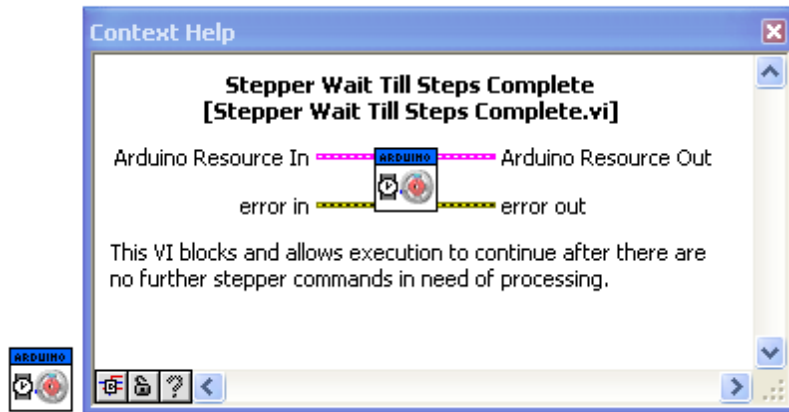 Context Help
Stepper Wait Till Steps Complete
[Stepper Wait Till Steps Complete.vi]
Arduino Resource In
ARDUINO
Arduino Resource Out
error in
error out
This VI blocks and allows execution to continue after there are
no further stepper commands in need of processing.
ARDUINO
?